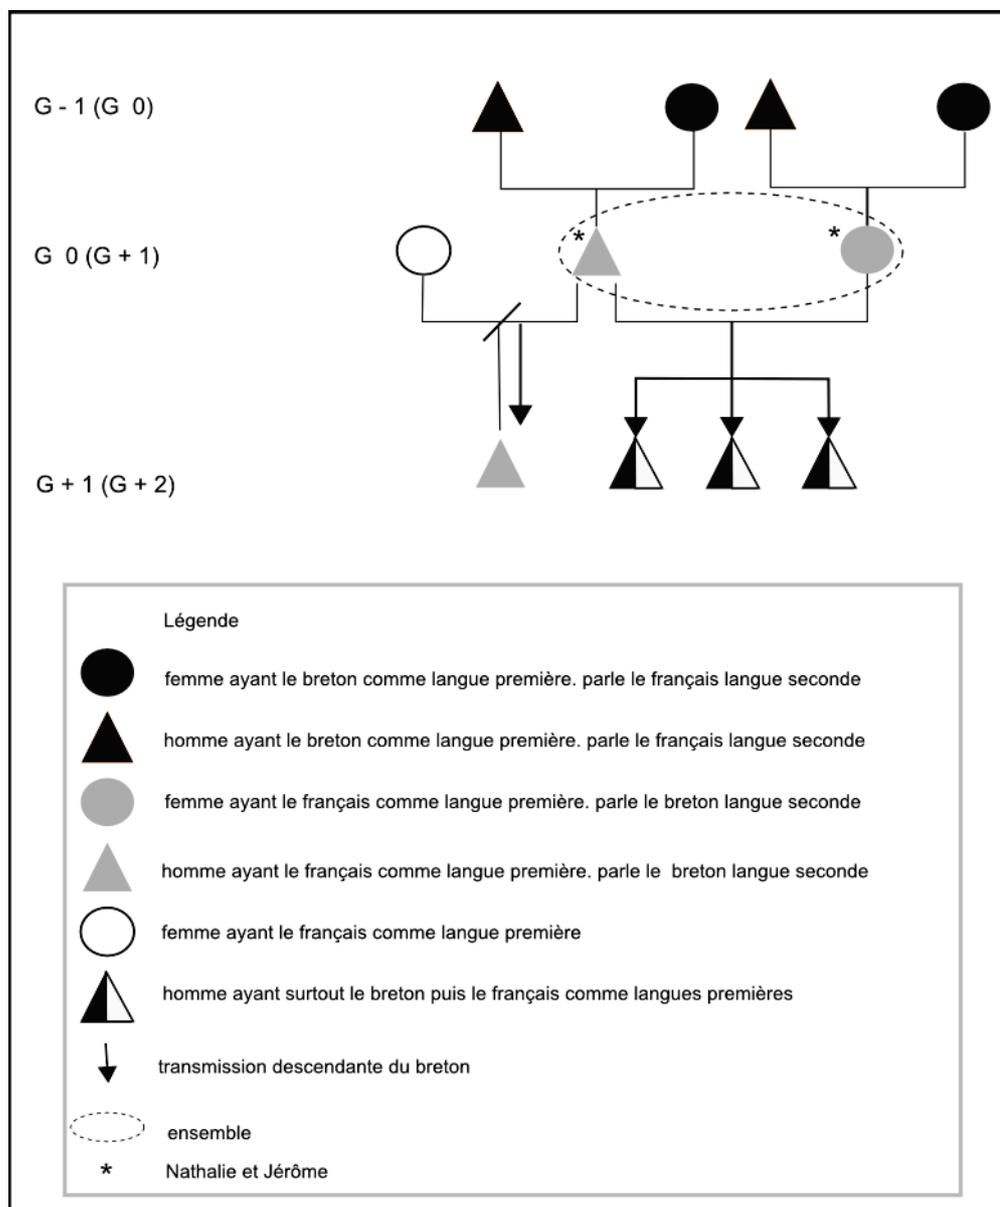 G - 1 (G  0)
*
*
G  0 (G + 1)
G + 1 (G + 2)
Légende
femme ayant le breton comme langue première. parle le français langue seconde
homme ayant le breton comme langue première. parle le français langue seconde
femme ayant le français comme langue première. parle le breton langue seconde
homme ayant le français comme langue première. parle le  breton langue seconde
femme ayant le français comme langue première
homme ayant surtout le breton puis le français comme langues premières
transmission descendante du breton
ensemble
* Nathalie et Jérôme